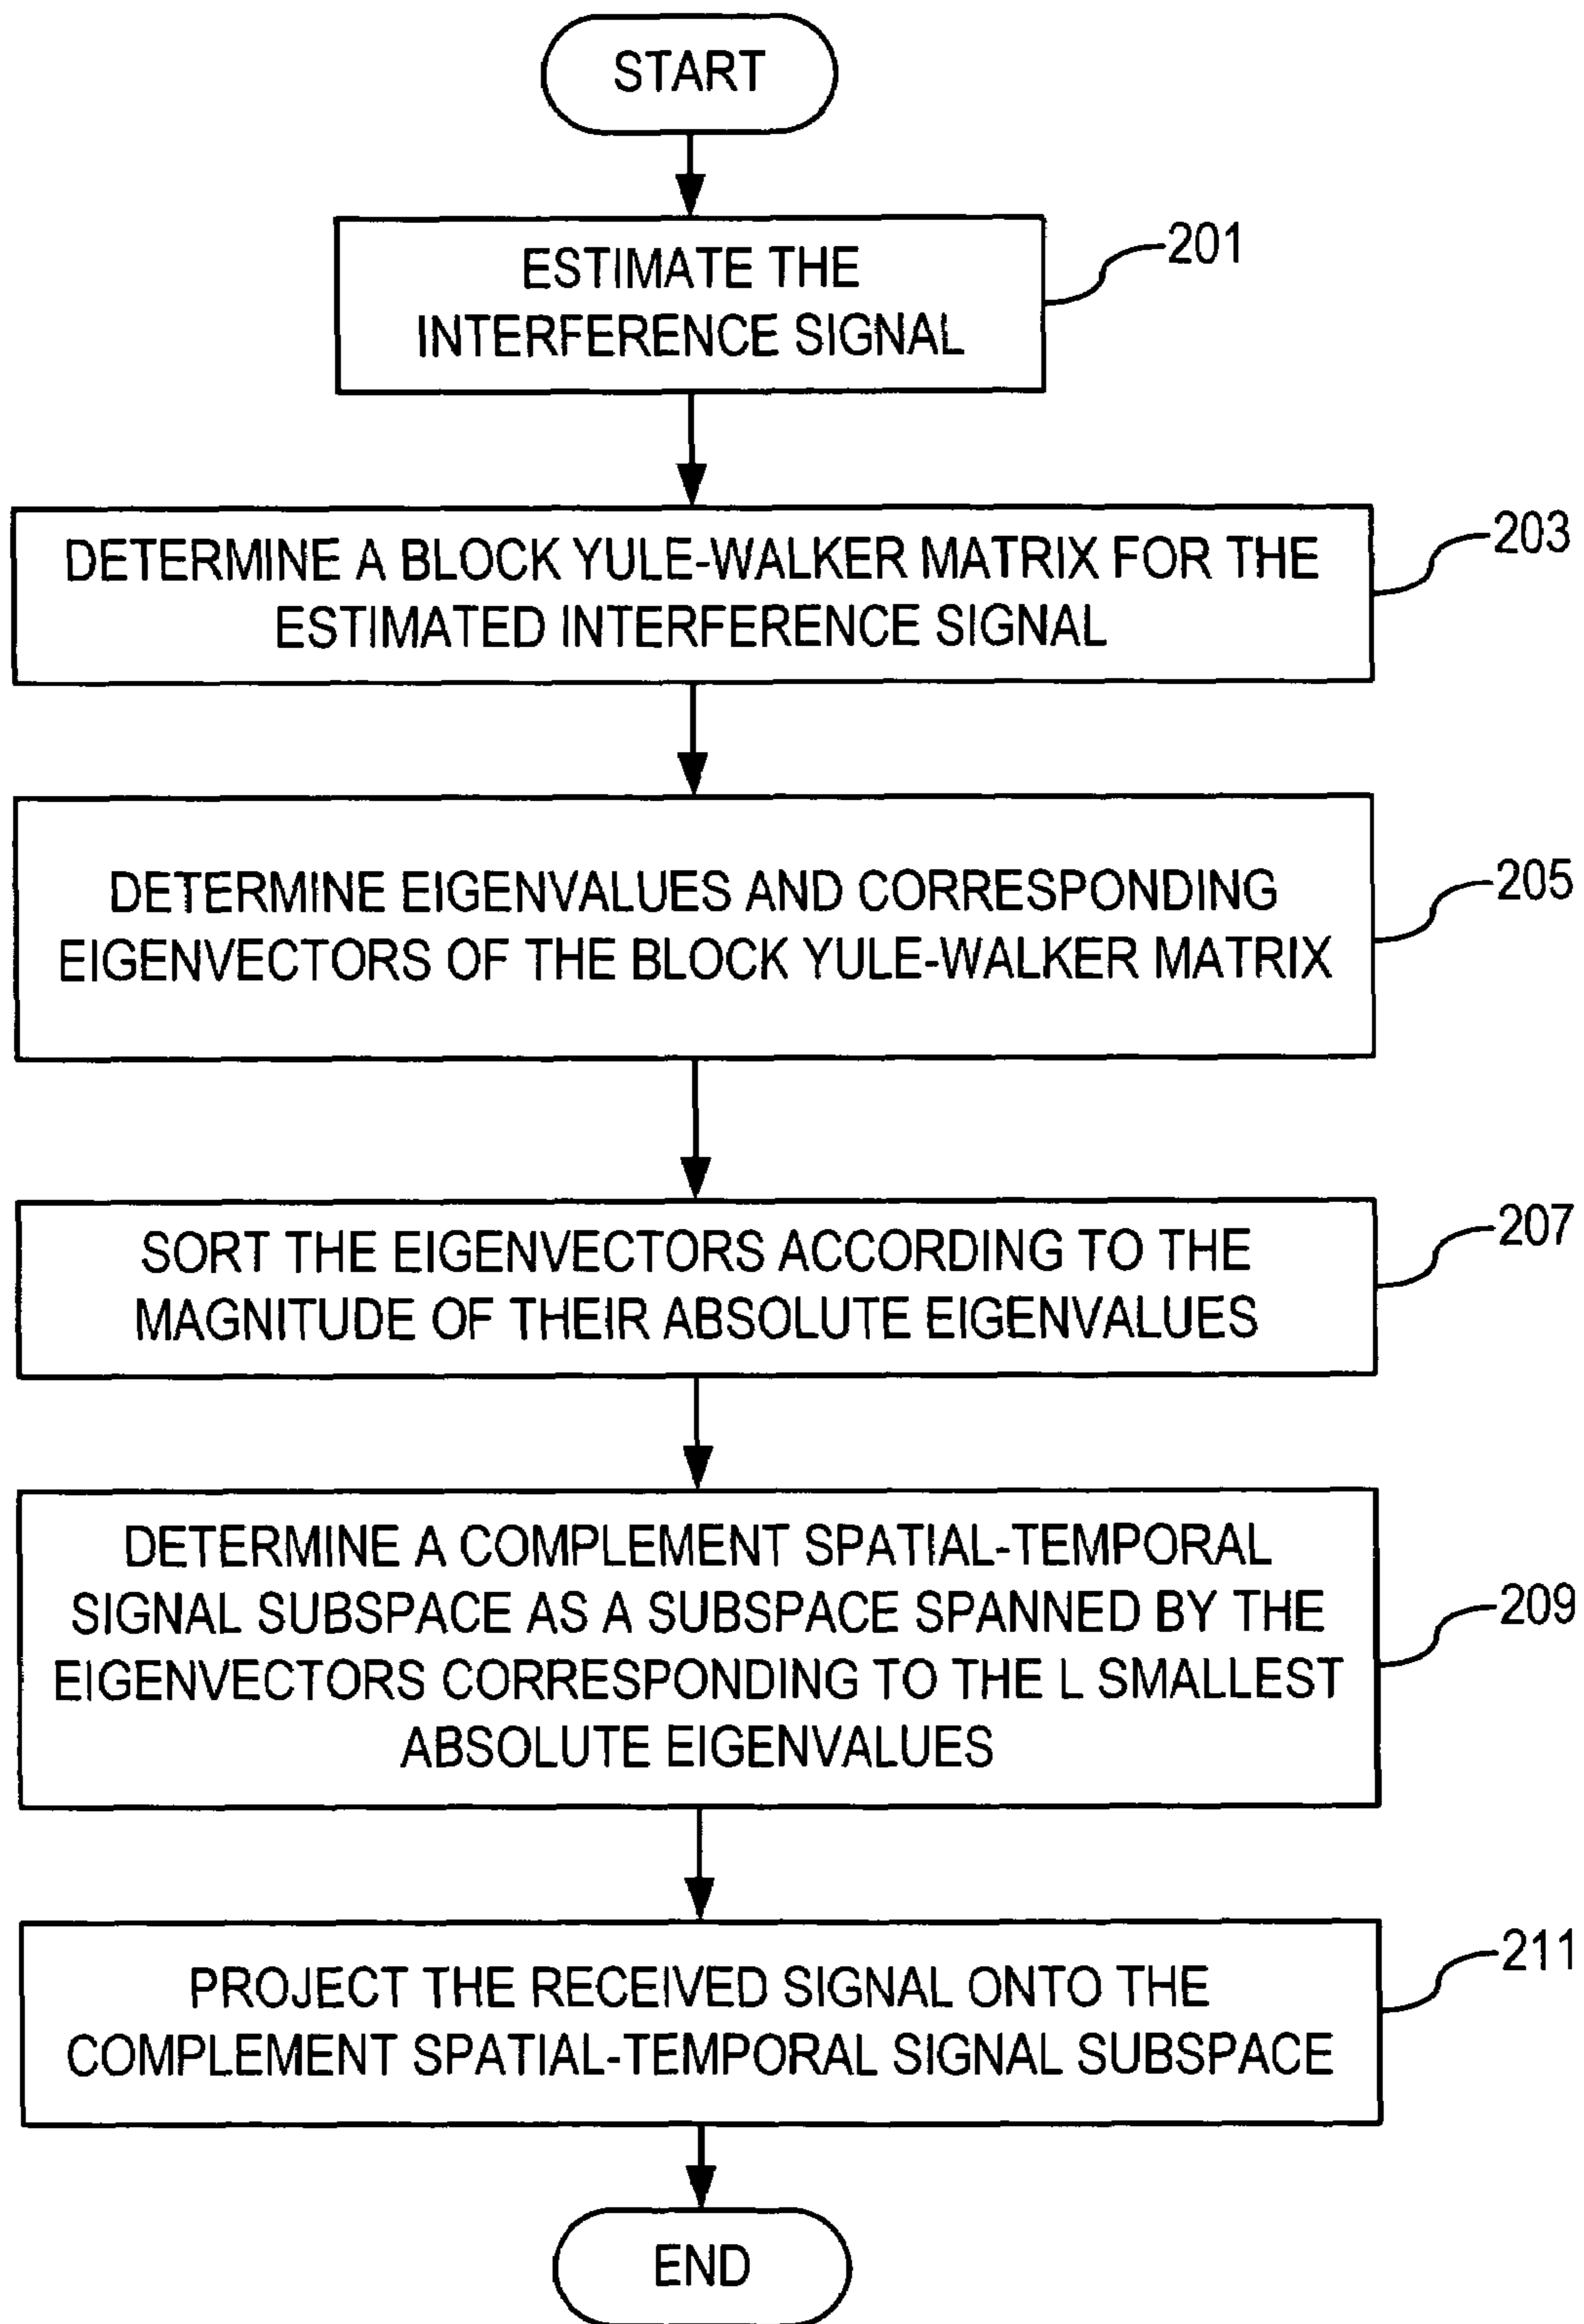 START
ESTIMATE THE
INTERFERENCE SIGNAL
201
DETERMINE A BLOCK YULE-WALKER MATRIX FOR THE
ESTIMATED INTERFERENCE SIGNAL
203
DETERMINE EIGENVALUES AND CORRESPONDING
EIGENVECTORS OF THE BLOCK YULE-WALKER MATRIX
205
SORT THE EIGENVECTORS ACCORDING TO THE
MAGNITUDE OF THEIR ABSOLUTE EIGENVALUES
207
DETERMINE A COMPLEMENT SPATIAL-TEMPORAL
SIGNAL SUBSPACE AS A SUBSPACE SPANNED BY THE
EIGENVECTORS CORRESPONDING TO THE L SMALLEST
ABSOLUTE EIGENVALUES
209
PROJECT THE RECEIVED SIGNAL ONTO THE
COMPLEMENT SPATIAL-TEMPORAL SIGNAL SUBSPACE
211
END